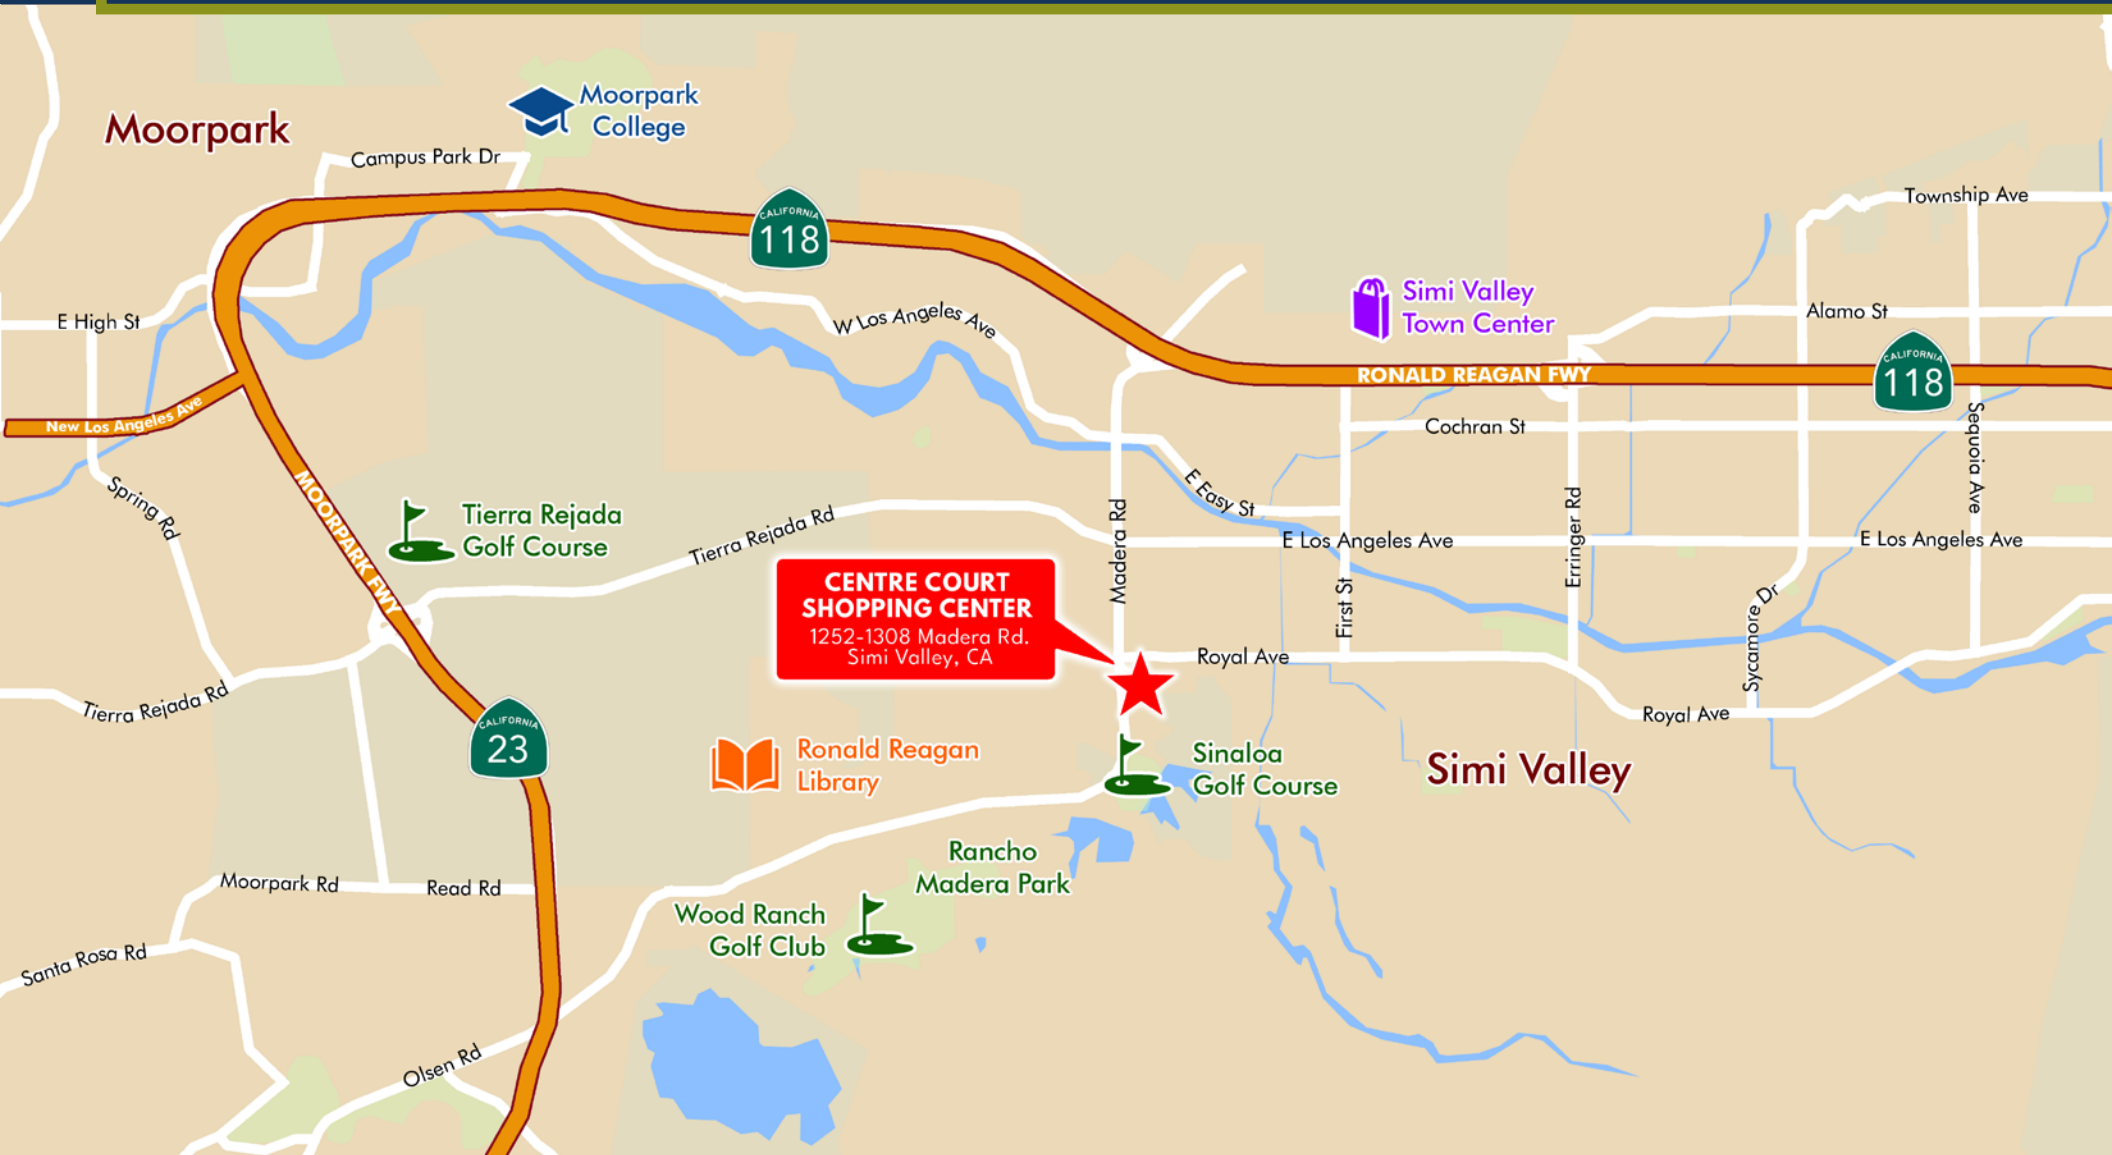 Moorpark
Moorpark
College
Campus Park Dr
CALIFORNIA
118
Township Ave
E High St
W Los Angeles Ave
Simi Valley
Town Center
Alamo St
RONALD REAGAN FWY
CALIFORNIA
118
New Los Angeles Ave
Cochran St
Sequoia Ave
Spring Rd
MOORPARK FWY
Tierra Rejada
Golf Course
Tierra Rejada Rd
E Easy St
Madera Rd
E Los Angeles Ave
First St
Erringer Rd
E Los Angeles Ave
Sycamore Dr
CENTRE COURT
SHOPPING CENTER
1252-1308 Madera Rd.
Simi Valley, CA
Royal Ave
Royal Ave
Tierra Rejada Rd
CALIFORNIA
23
Ronald Reagan
Library
Sinaloa
Golf Course
Simi Valley
Rancho
Madera Park
Moorpark Rd
Read Rd
Wood Ranch
Golf Club
Santa Rosa Rd
Olsen Rd